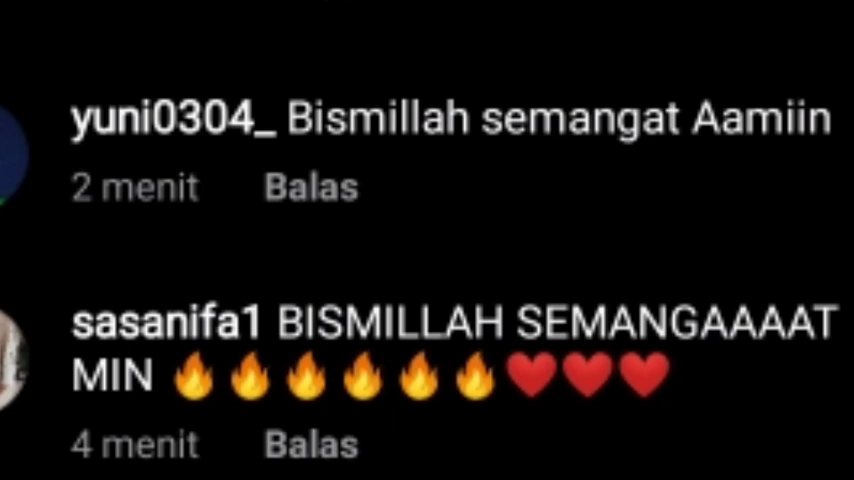 yuni0304_ Bismillah semangat Aamiin
2 menit Balas
sasanifa1 BISMILLAH SEMANGAAAAT
MIN 🔥🔥🔥🔥🔥🔥❤️❤️❤️
4 menit Balas